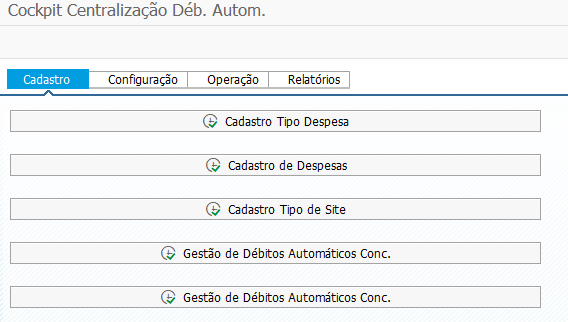 Cockpit Centralização Déb. Autom.
Cadastro Configuração Operação Relatórios
Cadastro Tipo Despesa
Cadastro de Despesas
Cadastro Tipo de Site
Gestão de Débitos Automáticos Conc.
Gestão de Débitos Automáticos Conc.